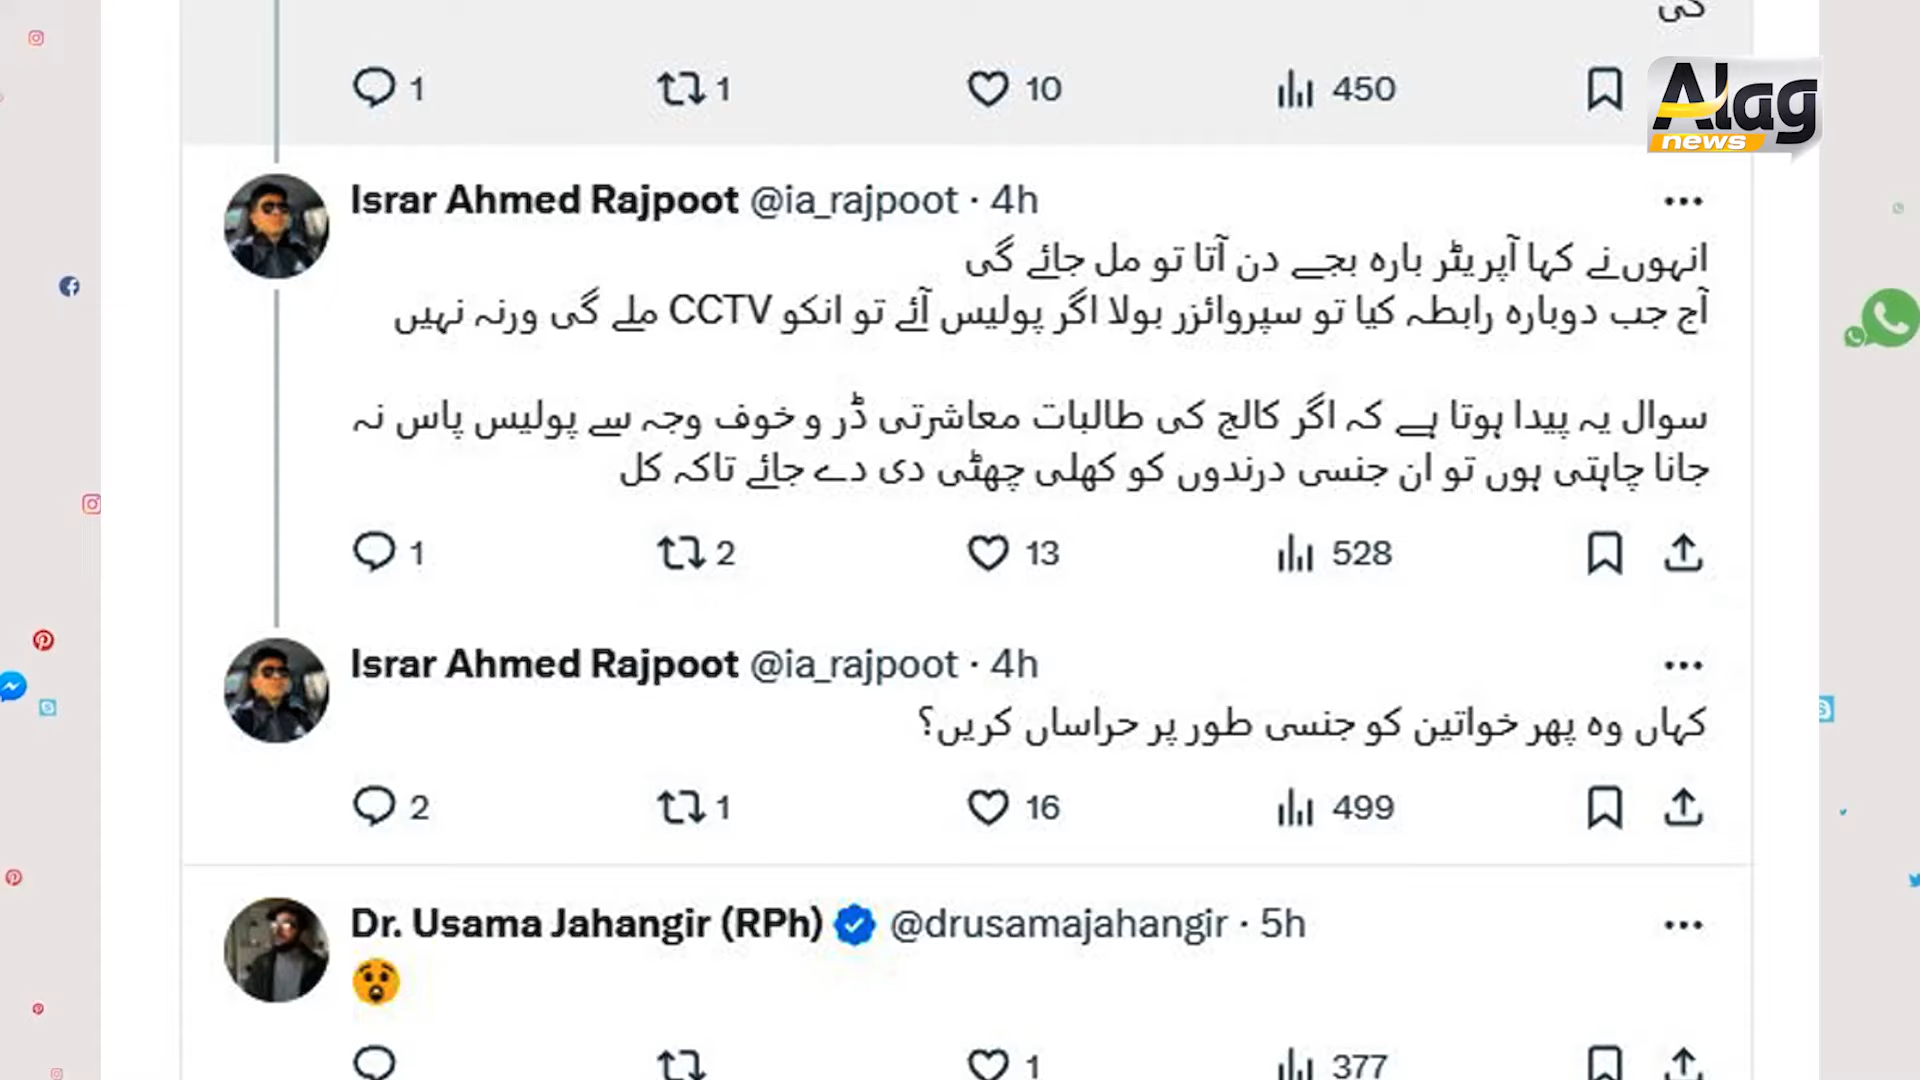 کی
1 1 10 450
Alag
news
Israr Ahmed Rajpoot @ia_rajpoot · 4h
انہوں نے کہا آپریٹر بارہ بجے دن آتا تو مل جائے گی
آج جب دوبارہ رابطہ کیا تو سپروائزر بولا اگر پولیس آئے تو انکو CCTV ملے گی ورنہ نہیں
سوال یہ پیدا ہوتا ہے کہ اگر کالج کی طالبات معاشرتی ڈر و خوف وجہ سے پولیس پاس نہ
جانا چاہتی ہوں تو ان جنسی درندوں کو کھلی چھٹی دی دے جائے تاکہ کل
1 2 13 528
Israr Ahmed Rajpoot @ia_rajpoot · 4h
کہاں وہ پھر خواتین کو جنسی طور پر حراساں کریں؟
2 1 16 499
Dr. Usama Jahangir (RPh) @drusamajahangir · 5h
😲
1 377